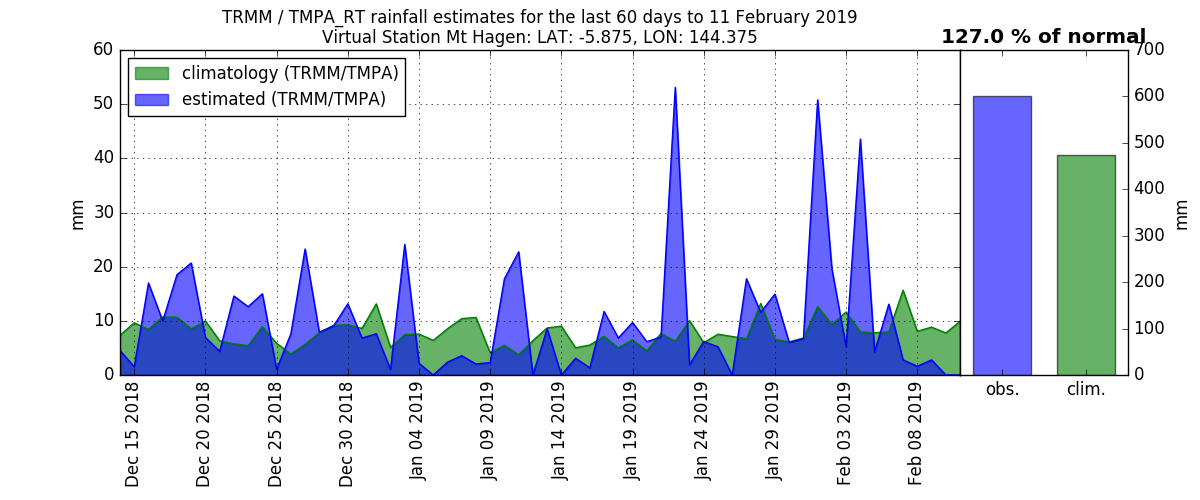 TRMM / TMPA_RT rainfall estimates for the last 60 days to 11 February 2019
Virtual Station Mt Hagen: LAT: -5.875, LON: 144.375
127.0 % of normal
climatology (TRMM/TMPA)
estimated (TRMM/TMPA)
mm
60
50
40
30
20
10
0
Dec 15 2018
Dec 20 2018
Dec 25 2018
Dec 30 2018
Jan 04 2019
Jan 09 2019
Jan 14 2019
Jan 19 2019
Jan 24 2019
Jan 29 2019
Feb 03 2019
Feb 08 2019
obs.
clim.
700
600
500
400
300
200
100
0
mm